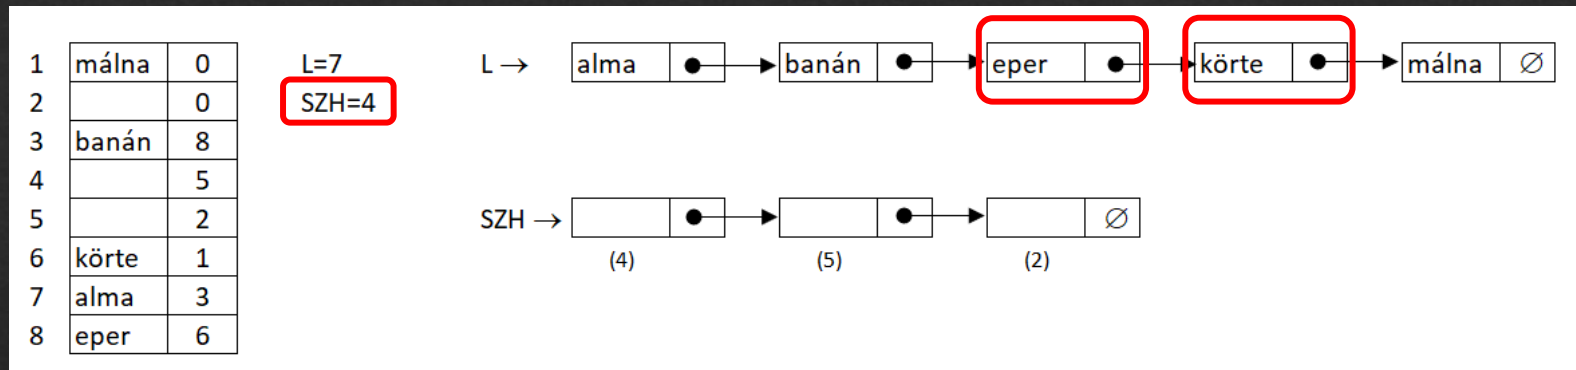 1 málna 0 L=7
2 0 SZH=4
3 banán 8
4 5
5 2
6 körte 1
7 alma 3
8 eper 6
L → alma banán eper körte málna ∅
SZH → ∅
(4) (5) (2)